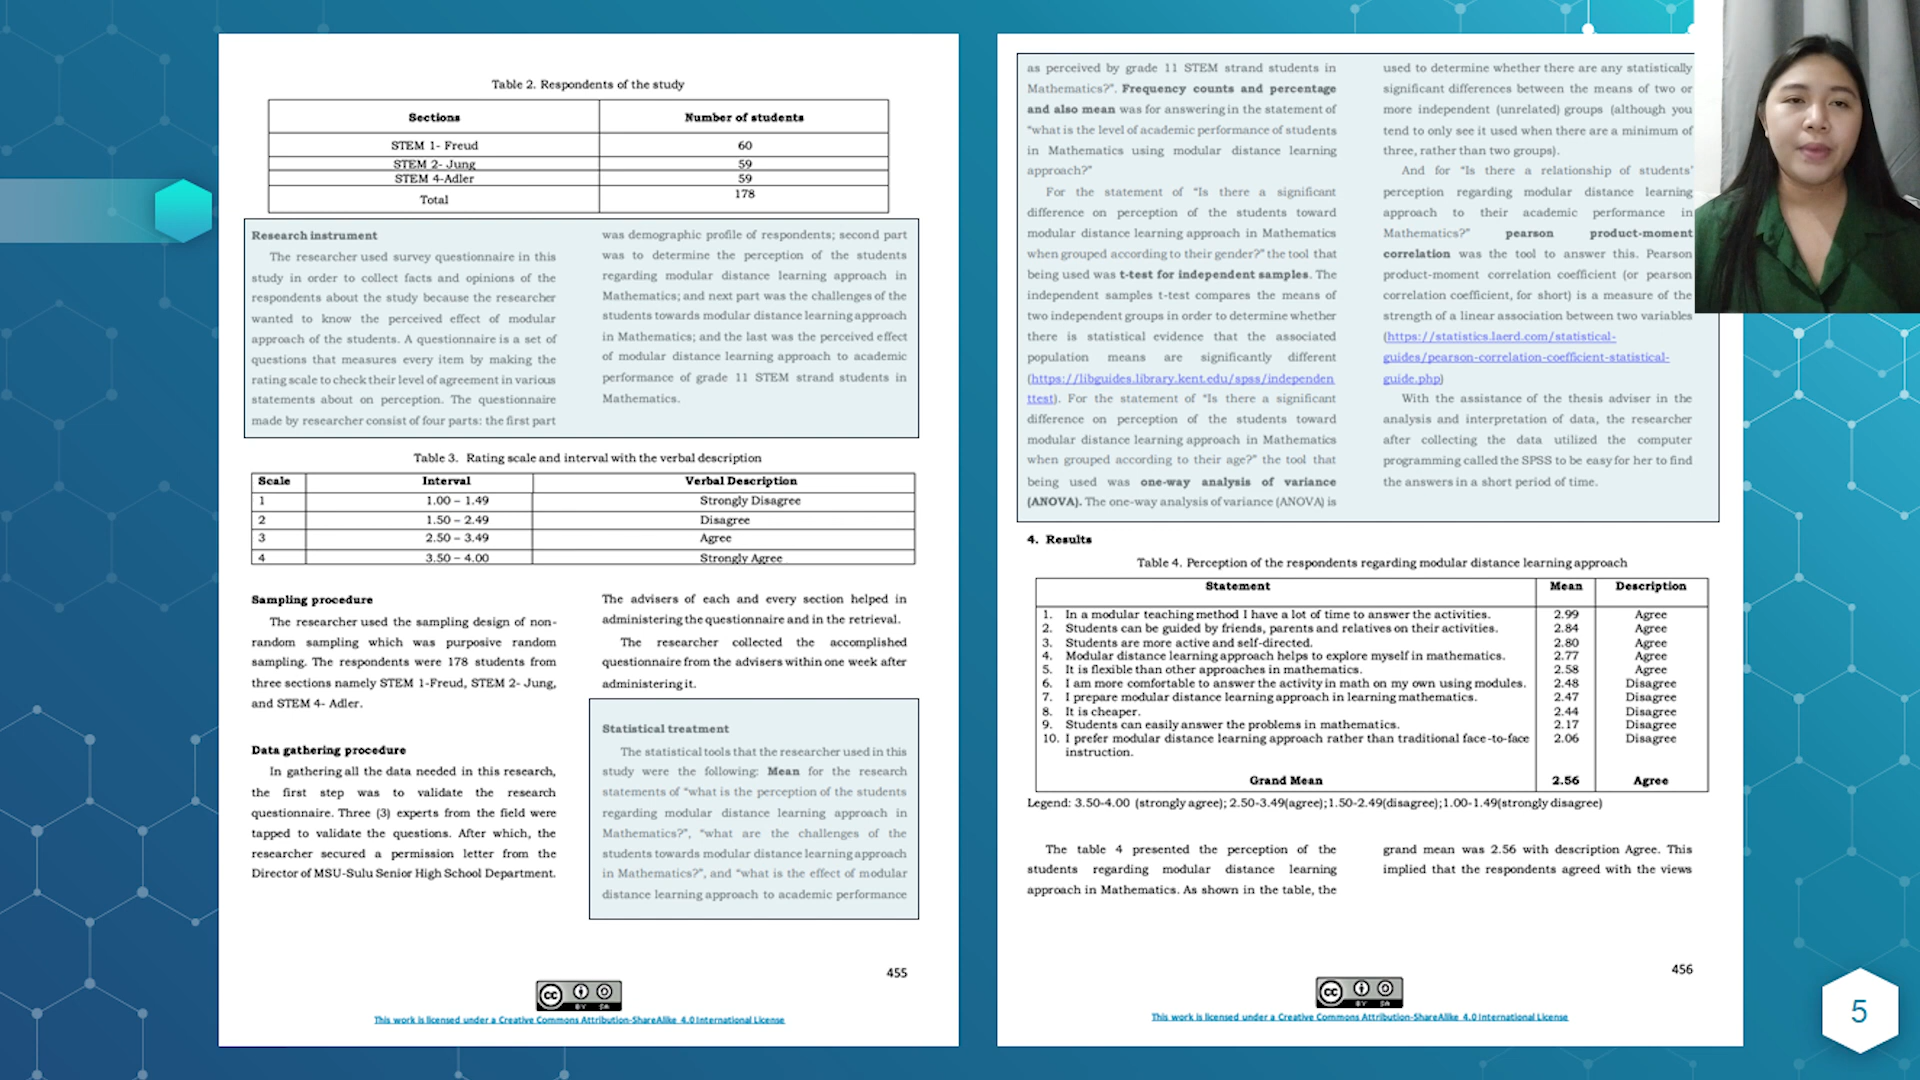 Table 2. Respondents of the study
Sections Number of students
STEM 1- Freud 60
STEM 2- Jung 59
STEM 4-Adler 59
Total 178
Research instrument
The researcher used survey questionnaire in this
study in order to collect facts and opinions of the
respondents about the study because the researcher
wanted to know the perceived effect of modular
approach of the students. A questionnaire is a set of
questions that measures every item by making the
rating scale to check their level of agreement in various
statements about on perception. The questionnaire
made by researcher consist of four parts: the first part
was demographic profile of respondents; second part
was to determine the perception of the students
regarding modular distance learning approach in
Mathematics; and next part was the challenges of the
students towards modular distance learning approach
in Mathematics; and the last was the perceived effect
of modular distance learning approach to academic
performance of grade 11 STEM strand students in
Mathematics.
Table 3. Rating scale and interval with the verbal description
Scale Interval Verbal Description
1 1.00 – 1.49 Strongly Disagree
2 1.50 – 2.49 Disagree
3 2.50 – 3.49 Agree
4 3.50 – 4.00 Strongly Agree
Sampling procedure
The researcher used the sampling design of non-
random sampling which was purposive random
sampling. The respondents were 178 students from
three sections namely STEM 1-Freud, STEM 2- Jung,
and STEM 4- Adler.
Data gathering procedure
In gathering all the data needed in this research,
the first step was to validate the research
questionnaire. Three (3) experts from the field were
tapped to validate the questions. After which, the
researcher secured a permission letter from the
Director of MSU-Sulu Senior High School Department.
The advisers of each and every section helped in
administering the questionnaire and in the retrieval.
The researcher collected the accomplished
questionnaire from the advisers within one week after
administering it.
Statistical treatment
The statistical tools that the researcher used in this
study were the following: Mean for the research
statements of “what is the perception of the students
regarding modular distance learning approach in
Mathematics?”, “what are the challenges of the
students towards modular distance learning approach
in Mathematics?”, and “what is the effect of modular
distance learning approach to academic performance
455
CC BY SA
This work is licensed under a Creative Commons Attribution-ShareAlike 4.0 International License
as perceived by grade 11 STEM strand students in
Mathematics?”. Frequency counts and percentage
and also mean was for answering in the statement of
“what is the level of academic performance of students
in Mathematics using modular distance learning
approach?”
For the statement of “Is there a significant
difference on perception of the students toward
modular distance learning approach in Mathematics
when grouped according to their gender?” the tool that
being used was t-test for independent samples. The
independent samples t-test compares the means of
two independent groups in order to determine whether
there is statistical evidence that the associated
population means are significantly different
(https://libguides.library.kent.edu/spss/independen
ttest). For the statement of “Is there a significant
difference on perception of the students toward
modular distance learning approach in Mathematics
when grouped according to their age?” the tool that
being used was one-way analysis of variance
(ANOVA). The one-way analysis of variance (ANOVA) is
used to determine whether there are any statistically
significant differences between the means of two or
more independent (unrelated) groups (although you
tend to only see it used when there are a minimum of
three, rather than two groups).
And for “Is there a relationship of students’
perception regarding modular distance learning
approach to their academic performance in
Mathematics?” pearson product-moment
correlation was the tool to answer this. Pearson
product-moment correlation coefficient (or pearson
correlation coefficient, for short) is a measure of the
strength of a linear association between two variables
(https://statistics.laerd.com/statistical-
guides/pearson-correlation-coefficient-statistical-
guide.php)
With the assistance of the thesis adviser in the
analysis and interpretation of data, the researcher
after collecting the data utilized the computer
programming called the SPSS to be easy for her to find
the answers in a short period of time.
4. Results
Table 4. Perception of the respondents regarding modular distance learning approach
Statement Mean Description
1. In a modular teaching method I have a lot of time to answer the activities. 2.99 Agree
2. Students can be guided by friends, parents and relatives on their activities. 2.84 Agree
3. Students are more active and self-directed. 2.80 Agree
4. Modular distance learning approach helps to explore myself in mathematics. 2.77 Agree
5. It is flexible than other approaches in mathematics. 2.58 Agree
6. I am more comfortable to answer the activity in math on my own using modules. 2.48 Disagree
7. I prepare modular distance learning approach in learning mathematics. 2.47 Disagree
8. It is cheaper. 2.44 Disagree
9. Students can easily answer the problems in mathematics. 2.17 Disagree
10. I prefer modular distance learning approach rather than traditional face-to-face 2.06 Disagree
instruction.
Grand Mean 2.56 Agree
Legend: 3.50-4.00 (strongly agree); 2.50-3.49(agree);1.50-2.49(disagree);1.00-1.49(strongly disagree)
The table 4 presented the perception of the
students regarding modular distance learning
approach in Mathematics. As shown in the table, the
grand mean was 2.56 with description Agree. This
implied that the respondents agreed with the views
456
CC BY SA
This work is licensed under a Creative Commons Attribution-ShareAlike 4.0 International License
5